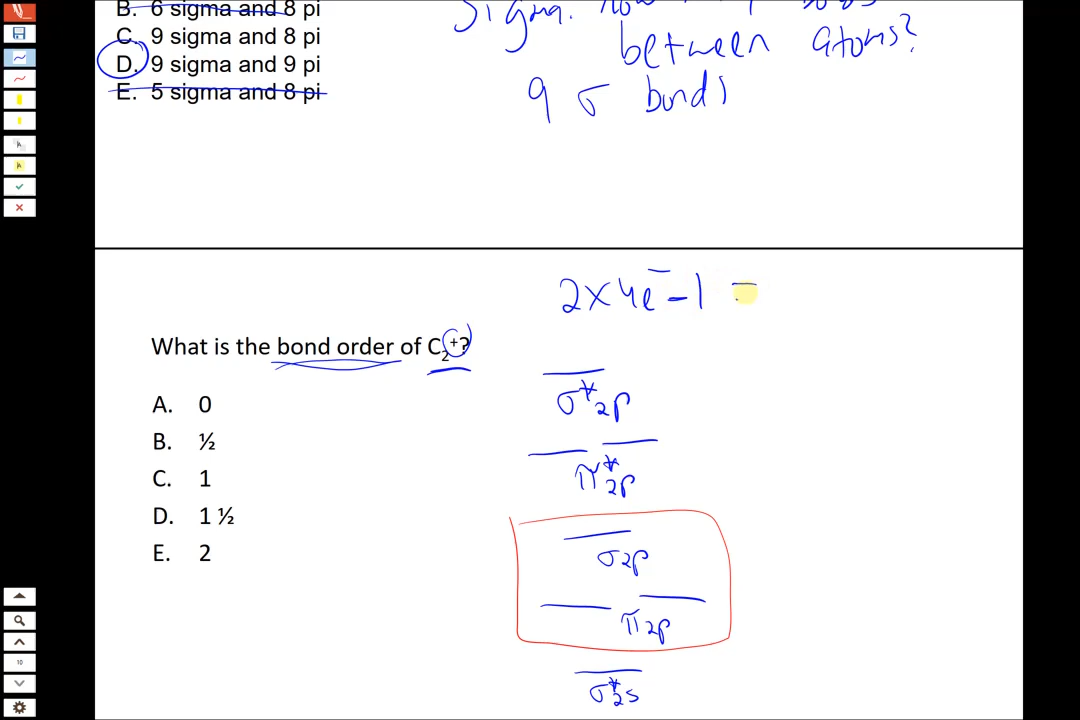 B. 6 sigma and 8 pi
C. 9 sigma and 8 pi
D. 9 sigma and 9 pi
E. 5 sigma and 8 pi
sigma.
between atoms?
9 σ bonds
2×4e⁻ − 1 =
What is the bond order of C₂⁺?
A. 0
B. ½
C. 1
D. 1 ½
E. 2
σ*2p
π*2p
σ2p
π2p
σ*2s
10